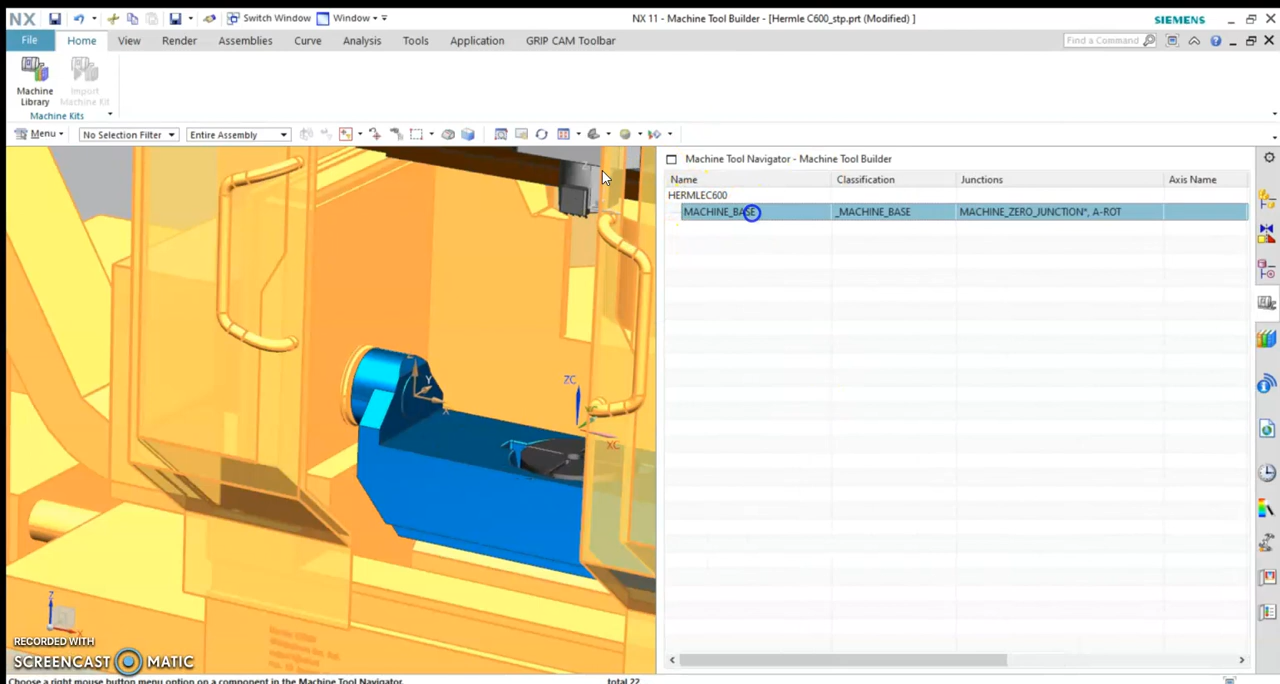 NX Switch Window Window NX 11 - Machine Tool Builder - [Hermle C600_stp.prt (Modified) ] SIEMENS
File Home View Render Assemblies Curve Analysis Tools Application GRIP CAM Toolbar Find a Command
Machine Library
Import Machine Kit
Machine Kits
Menu No Selection Filter Entire Assembly
Machine Tool Navigator - Machine Tool Builder
Name Classification Junctions Axis Name
HERMLEC600
MACHINE_BASE _MACHINE_BASE MACHINE_ZERO_JUNCTION*, A-ROT
ZC
Y
X
XC
Z
RECORDED WITH
SCREENCAST MATIC
Choose a right mouse button menu option on a component in the Machine Tool Navigator. total 22